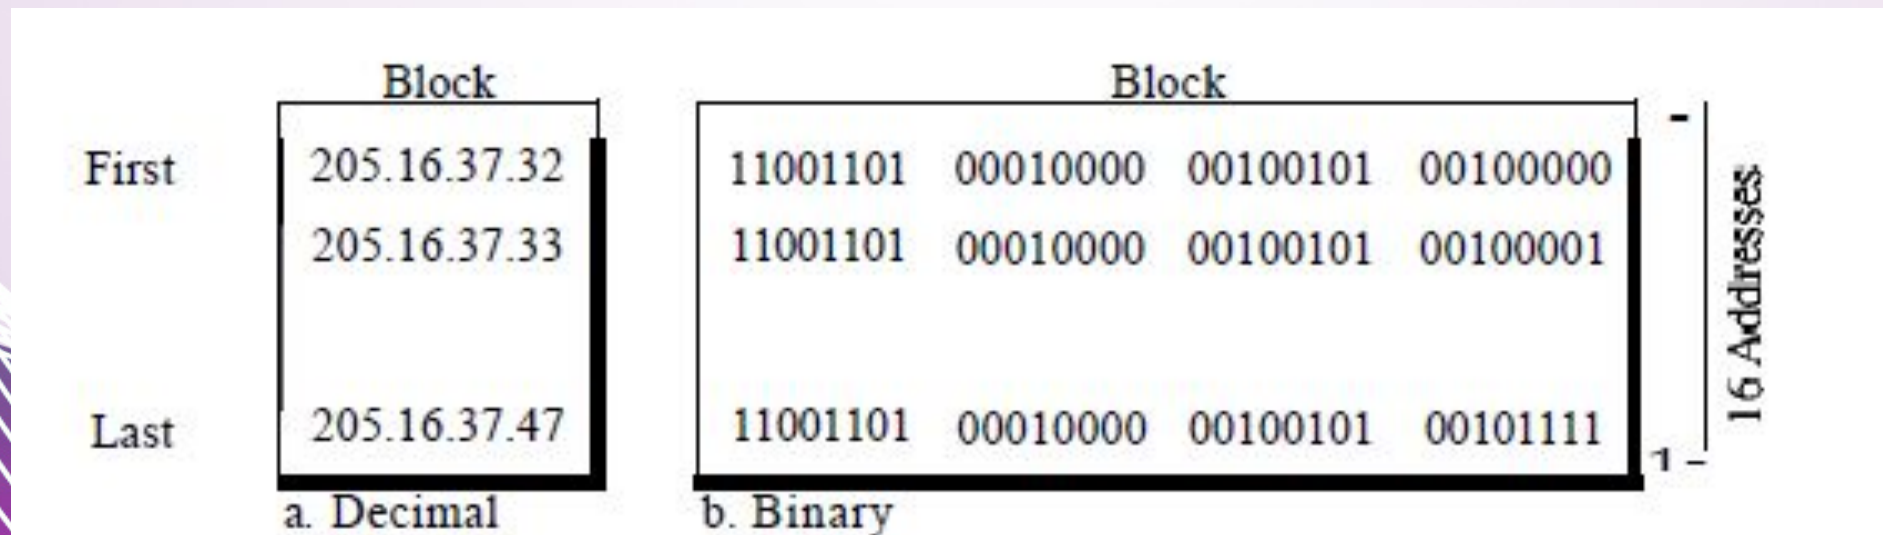 Block Block
First 205.16.37.32 11001101 00010000 00100101 00100000
205.16.37.33 11001101 00010000 00100101 00100001
Last 205.16.37.47 11001101 00010000 00100101 00101111
16 Addresses
a. Decimal b. Binary